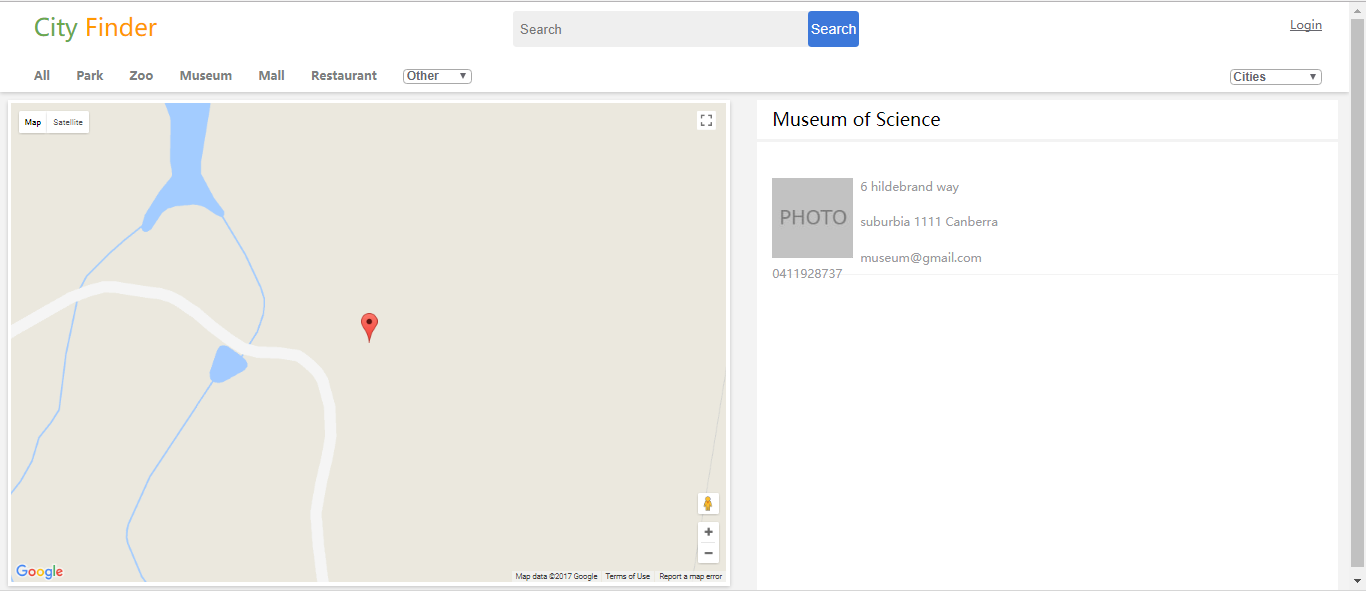 City Finder
Search
Search
Login
All Park Zoo Museum Mall Restaurant Other Cities
Map Satellite
Museum of Science
PHOTO
6 hildebrand way
suburbia 1111 Canberra
museum@gmail.com
0411928737
Google
Map data ©2017 Google Terms of Use Report a map error